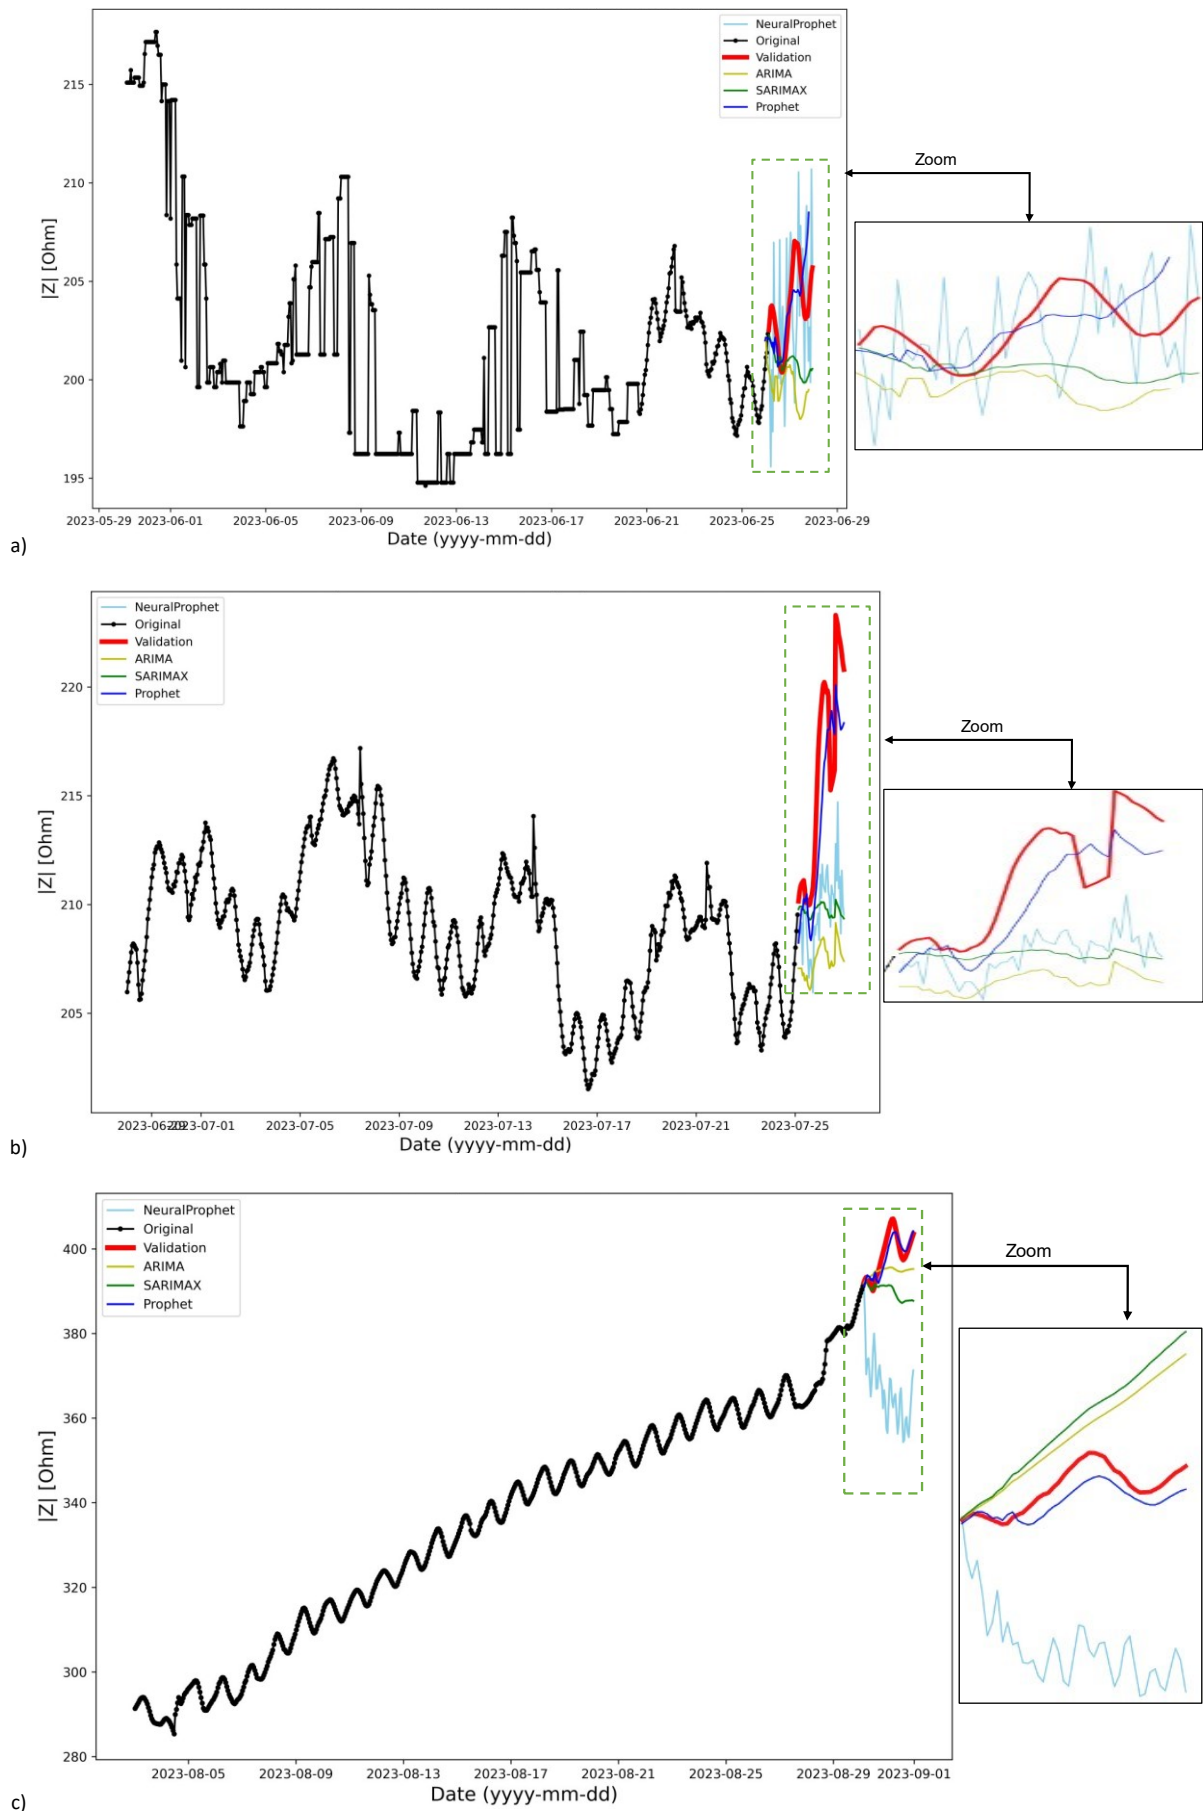 NeuralProphet
Original
Validation
ARIMA
SARIMAX
Prophet
215
210
205
200
195
|Z| [Ohm]
Zoom
2023-05-29 2023-06-01 2023-06-05 2023-06-09 2023-06-13 2023-06-17 2023-06-21 2023-06-25 2023-06-29
Date (yyyy-mm-dd)
a)
NeuralProphet
Original
Validation
ARIMA
SARIMAX
Prophet
220
215
210
205
|Z| [Ohm]
Zoom
2023-06-29 2023-07-01 2023-07-05 2023-07-09 2023-07-13 2023-07-17 2023-07-21 2023-07-25
Date (yyyy-mm-dd)
b)
NeuralProphet
Original
Validation
ARIMA
SARIMAX
Prophet
400
380
360
340
320
300
280
|Z| [Ohm]
Zoom
2023-08-05 2023-08-09 2023-08-13 2023-08-17 2023-08-21 2023-08-25 2023-08-29 2023-09-01
Date (yyyy-mm-dd)
c)